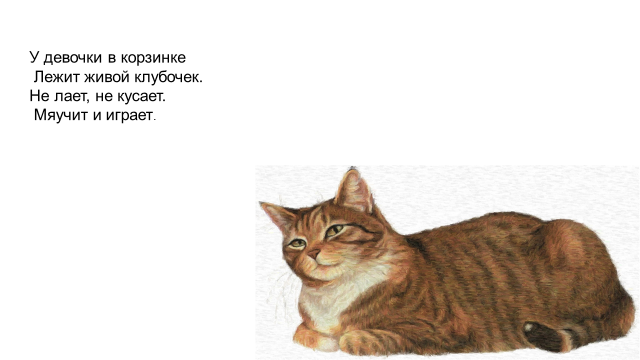 У девочки в корзинке
Лежит живой клубочек.
Не лает, не кусает.
Мяучит и играет.